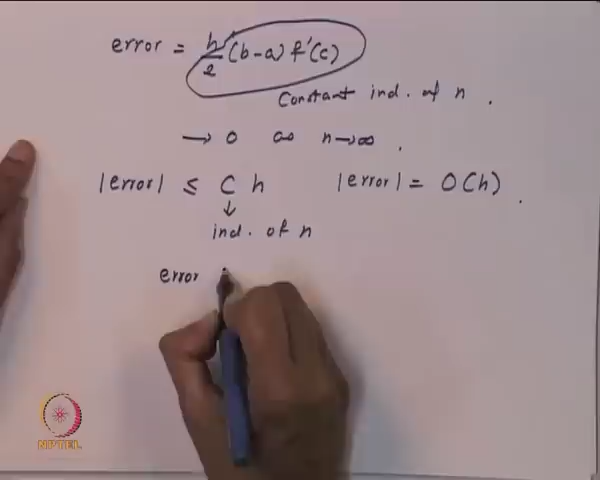 error = h/2 (b-a) f'(c)
Constant ind. of n .
→ 0 as n→∞ .
|error| ≤ C h |error| = O(h) .
↓
ind. of n
error
NPTEL